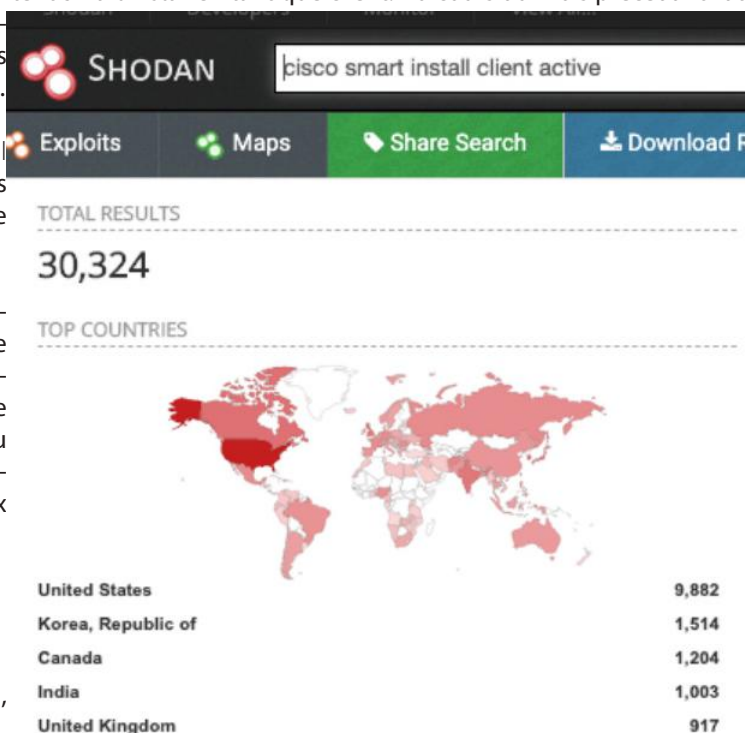 SHODAN
cisco smart install client active
Exploits
Maps
Share Search
Download
TOTAL RESULTS
30,324
TOP COUNTRIES
United States 9,882
Korea, Republic of 1,514
Canada 1,204
India 1,003
United Kingdom 917